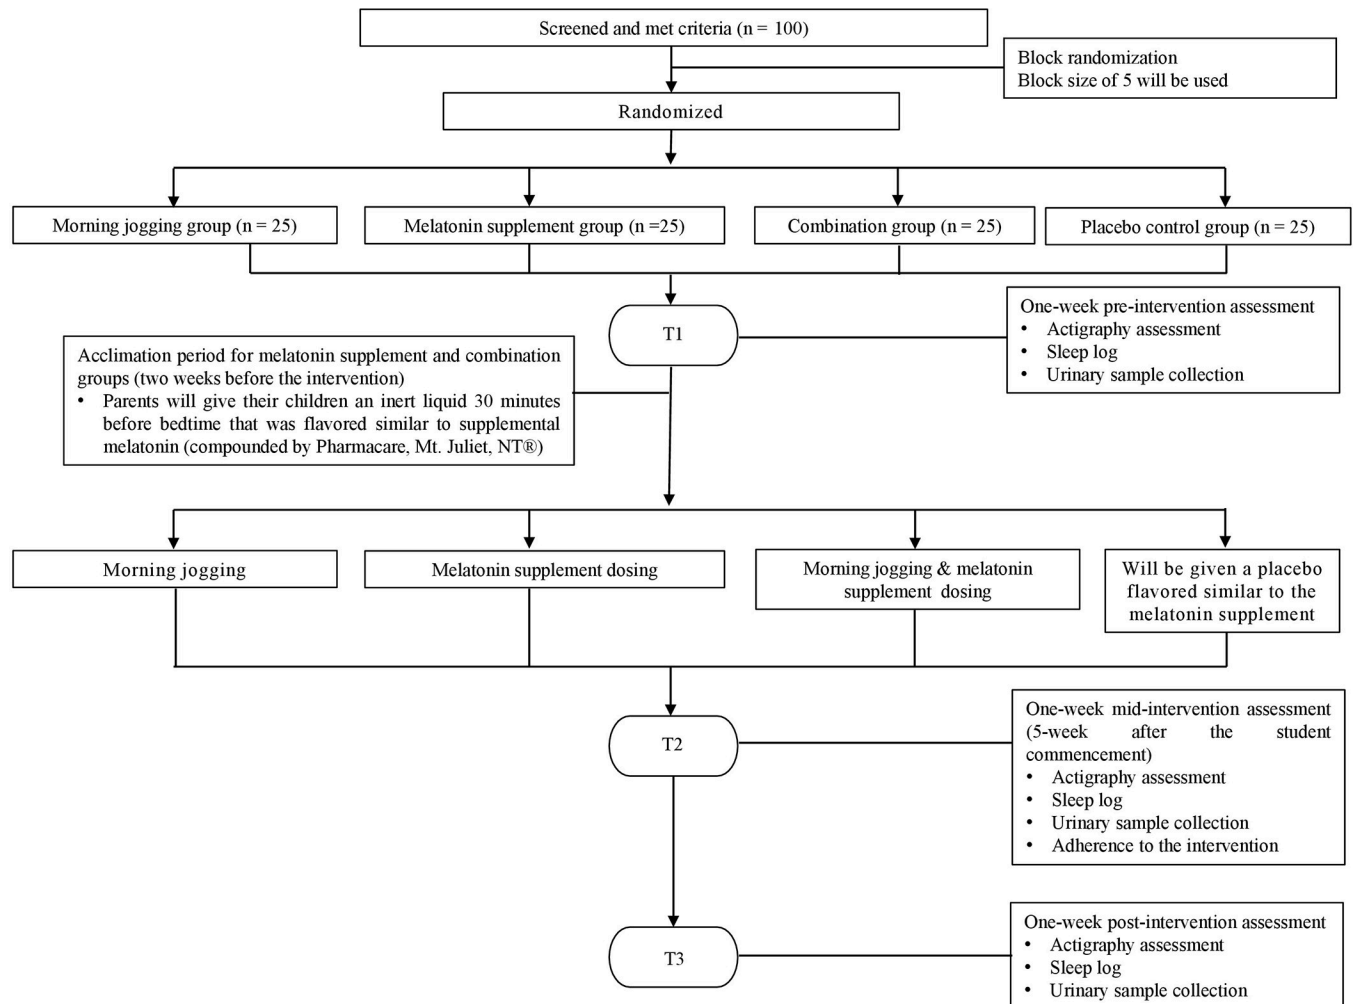 Screened and met criteria (n = 100)
Block randomization
Block size of 5 will be used
Randomized
Morning jogging group (n = 25)
Melatonin supplement group (n =25)
Combination group (n = 25)
Placebo control group (n = 25)
T1
One-week pre-intervention assessment
• Actigraphy assessment
• Sleep log
• Urinary sample collection
Acclimation period for melatonin supplement and combination
groups (two weeks before the intervention)
• Parents will give their children an inert liquid 30 minutes
before bedtime that was flavored similar to supplemental
melatonin (compounded by Pharmacare, Mt. Juliet, NT®)
Morning jogging
Melatonin supplement dosing
Morning jogging & melatonin
supplement dosing
Will be given a placebo
flavored similar to the
melatonin supplement
T2
One-week mid-intervention assessment
(5-week after the student
commencement)
• Actigraphy assessment
• Sleep log
• Urinary sample collection
• Adherence to the intervention
T3
One-week post-intervention assessment
• Actigraphy assessment
• Sleep log
• Urinary sample collection